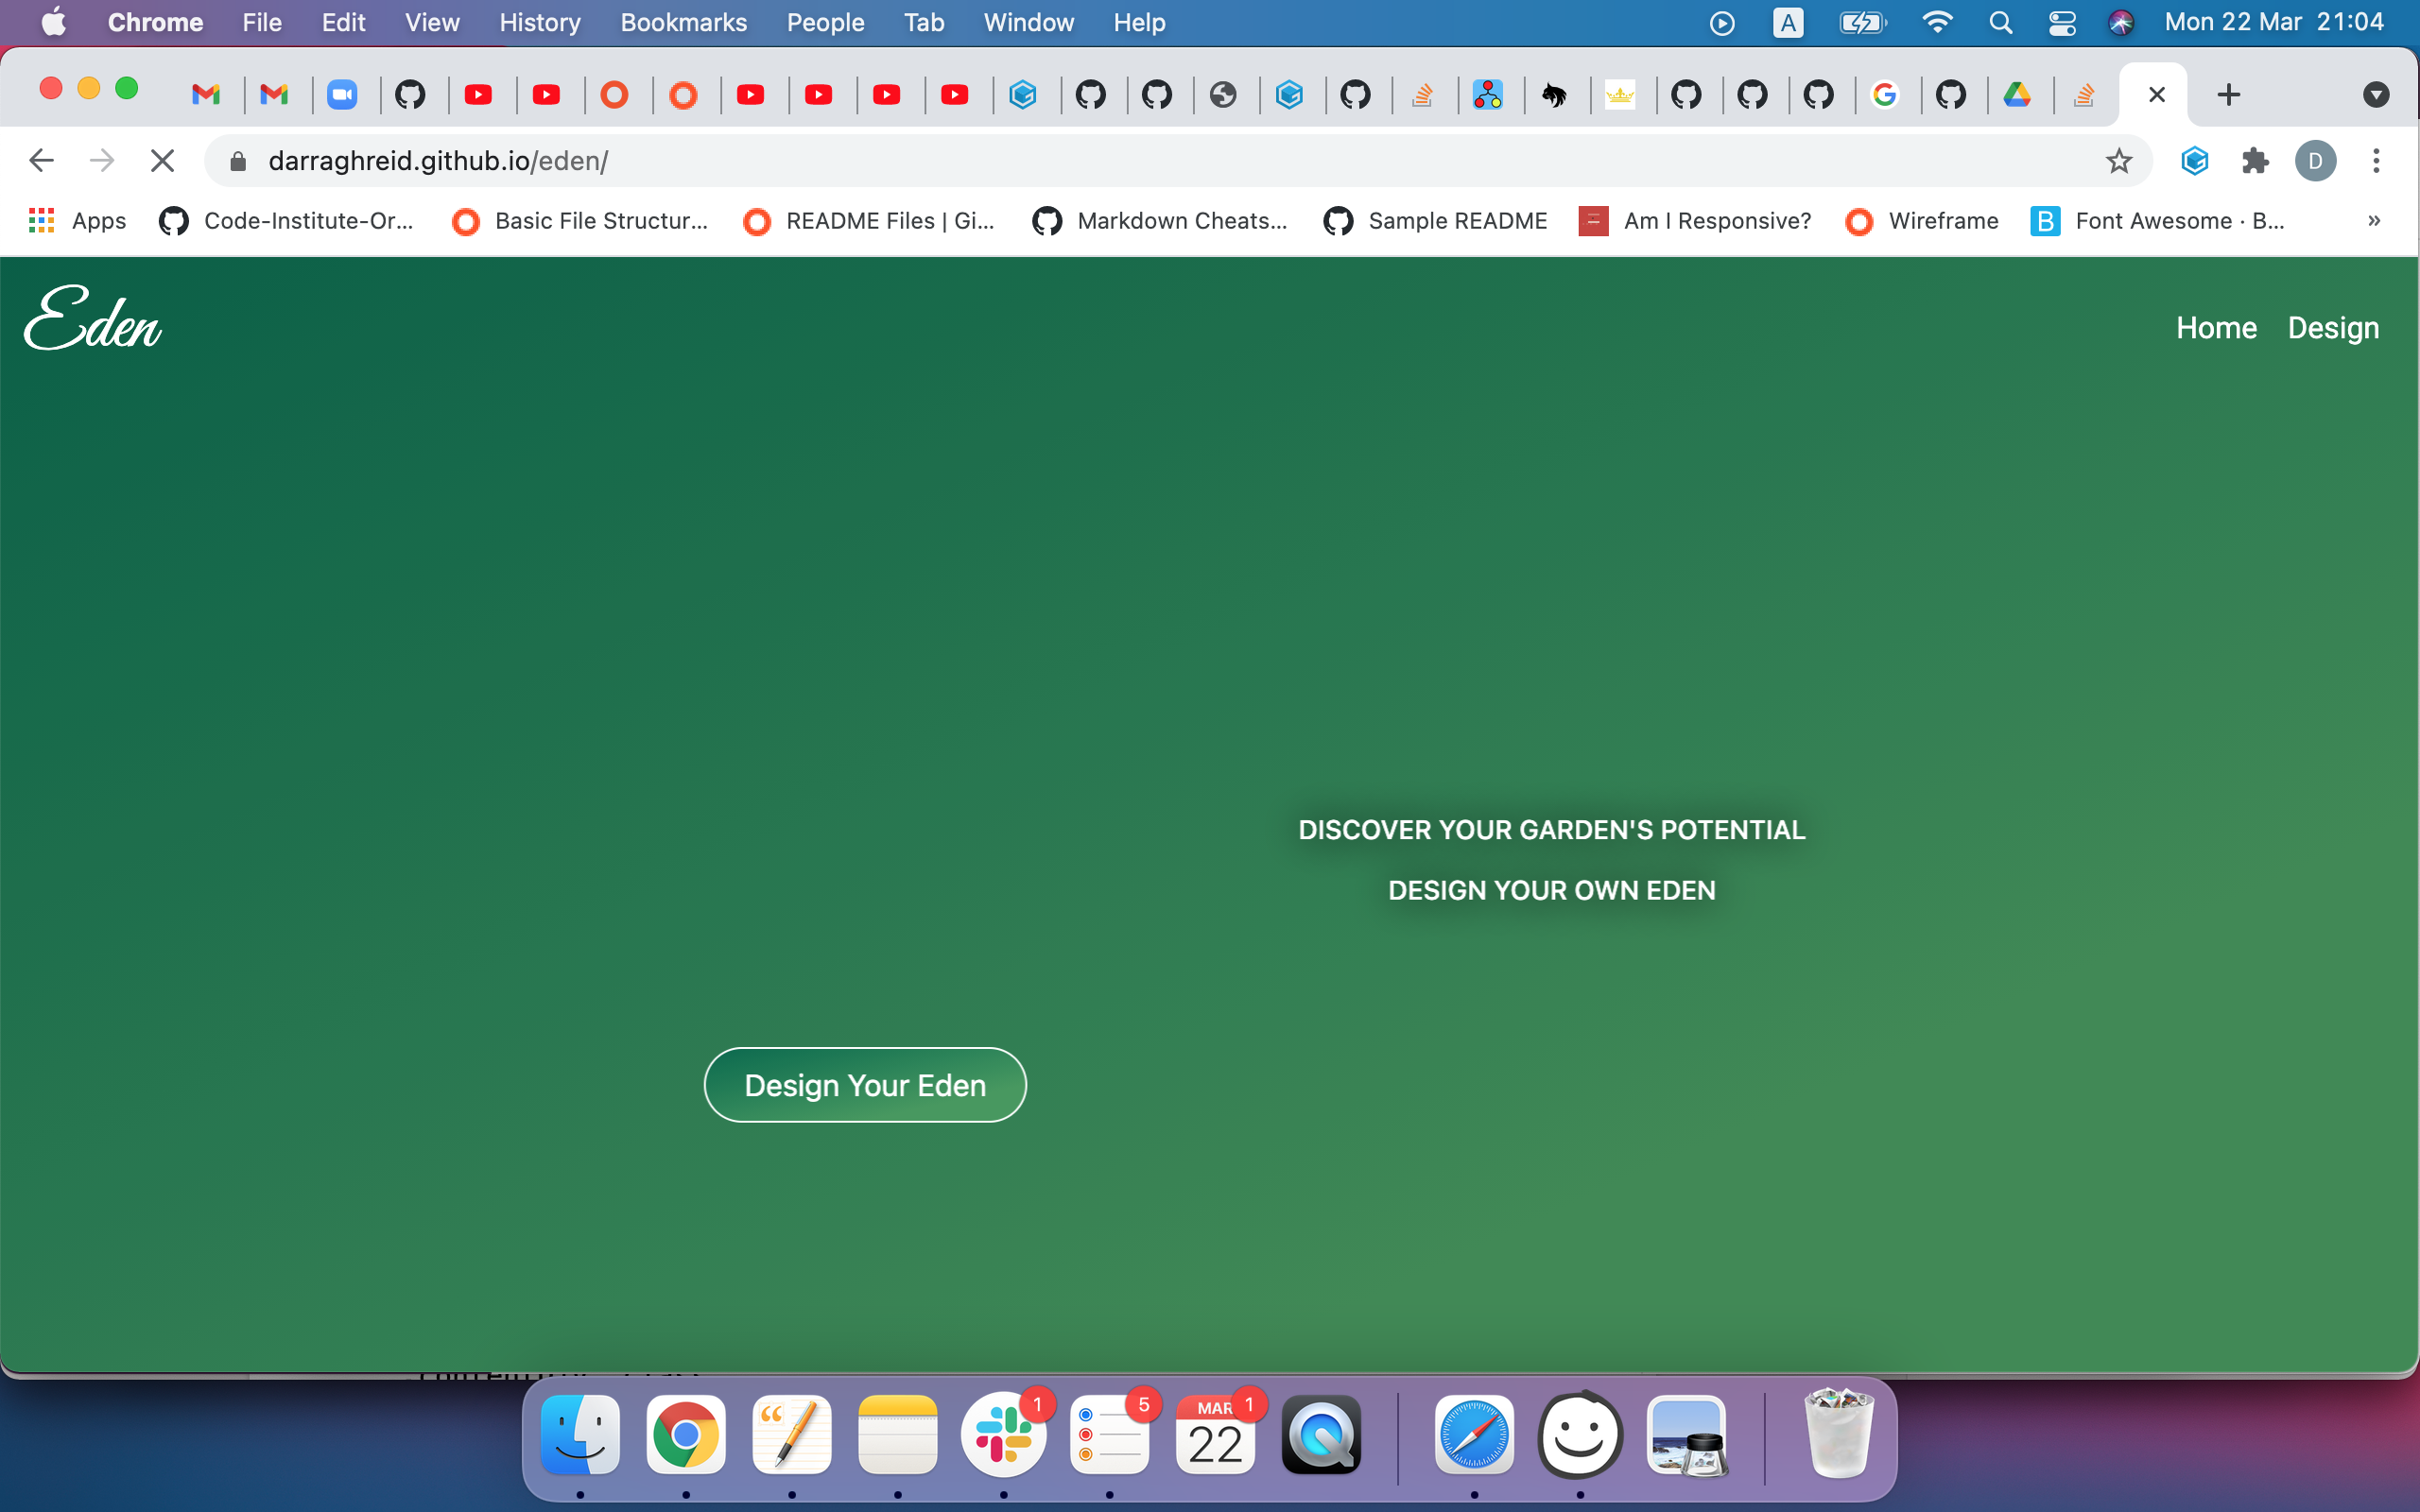 Chrome File Edit View History Bookmarks People Tab Window Help A Mon 22 Mar 21:04
darraghreid.github.io/eden/ D
Apps Code-Institute-Or... Basic File Structur... README Files | Gi... Markdown Cheats... Sample README Am I Responsive? Wireframe B Font Awesome · B... »
Eden Home Design
DISCOVER YOUR GARDEN'S POTENTIAL
DESIGN YOUR OWN EDEN
Design Your Eden
1 5 MAR 1
22